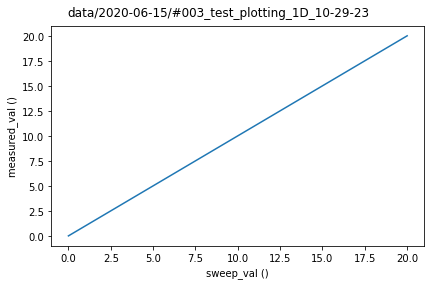 data/2020-06-15/#003_test_plotting_1D_10-29-23
20.0
17.5
15.0
12.5
10.0
7.5
5.0
2.5
0.0
measured_val ()
0.0 2.5 5.0 7.5 10.0 12.5 15.0 17.5 20.0
sweep_val ()